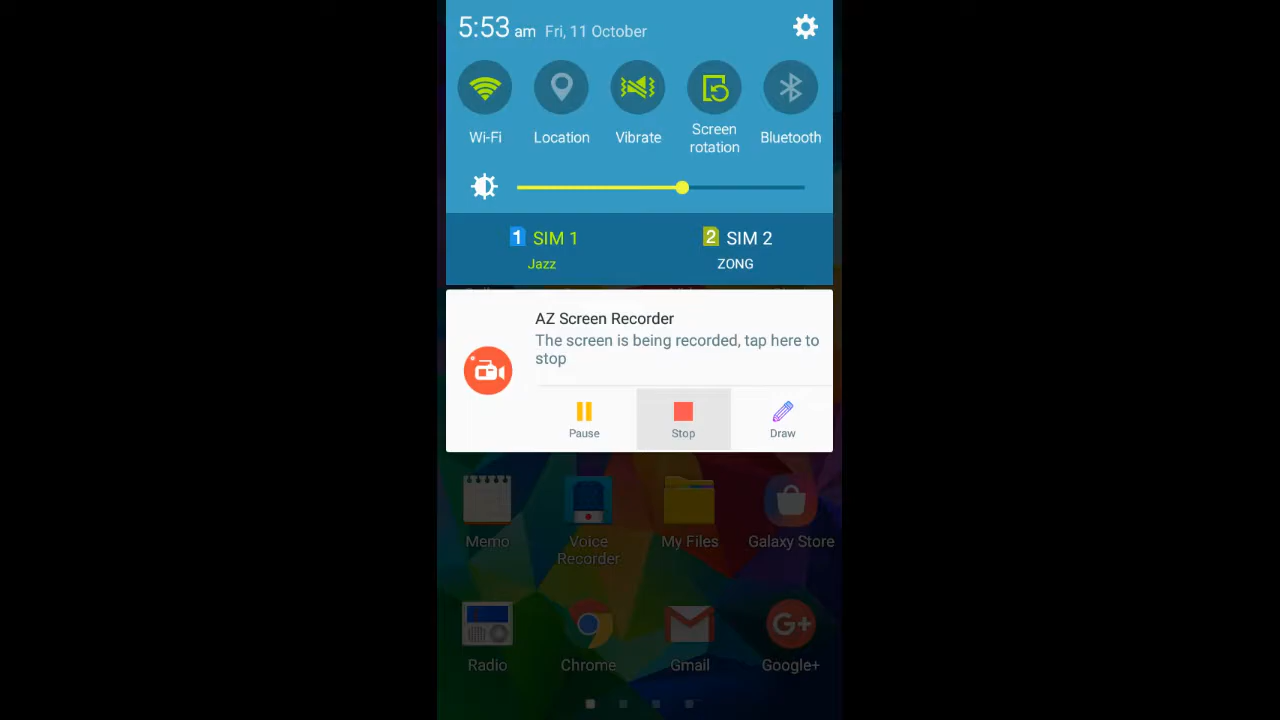 5:53 am Fri, 11 October
Wi-Fi
Location
Vibrate
Screen
rotation
Bluetooth
1 SIM 1
Jazz
2 SIM 2
ZONG
AZ Screen Recorder
The screen is being recorded, tap here to
stop
Pause
Stop
Draw
Memo
Voice
Recorder
My Files
Galaxy Store
Radio
Chrome
Gmail
G+
Google+